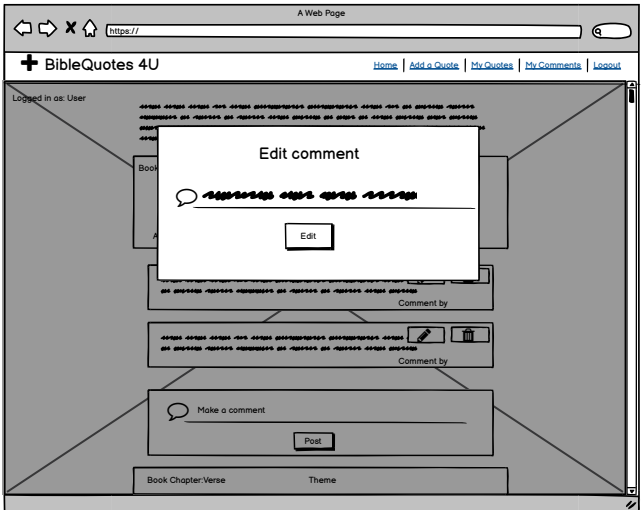 A Web Page
https://
BibleQuotes 4U
Home | Add a Quote | My Quotes | My Comments | Logout
Logged in as: User
Book
Edit comment
A
Edit
Comment by
Comment by
Make a comment
Post
Book Chapter:Verse Theme